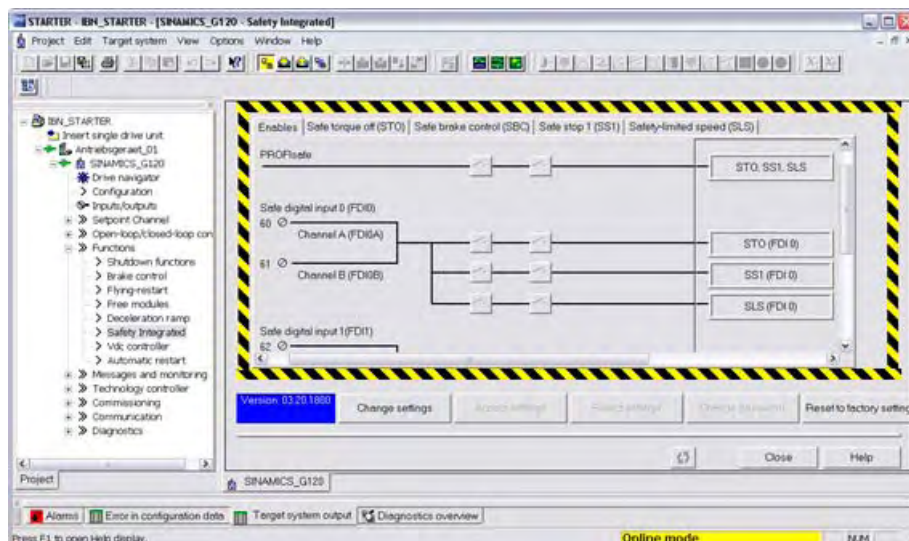 STARTER - IBN_STARTER - [SINAMICS_G120 - Safety Integrated]
Project Edit Target system View Options Window Help
IBN_STARTER
Insert single drive unit
Antriebsgeraet_01
SINAMICS_G120
Drive navigator
Configuration
Inputs/outputs
Setpoint Channel
Open-loop/closed-loop con
Functions
Shutdown functions
Brake control
Flying-restart
Free modules
Deceleration ramp
Safety Integrated
Vdc controller
Automatic restart
Messages and monitoring
Technology controller
Commissioning
Communication
Diagnostics
Project
Enables Safe torque off (STO) Safe brake control (SBC) Safe stop 1 (SS1) Safety-limited speed (SLS)
PROFIsafe
STO, SS1, SLS
Safe digital input 0 (FDI0)
60
Channel A (FDI0A)
STO (FDI 0)
61
Channel B (FDI0B)
SS1 (FDI 0)
SLS (FDI 0)
Safe digital input 1(FDI1)
62
Version: 03.20.1880
Change settings
Accept settings
Reject settings
Change password
Reset to factory setting
Close
Help
SINAMICS_G120
Alarms Error in configuration data Target system output Diagnostics overview
Press F1 to open Help display.
Online mode
NUM